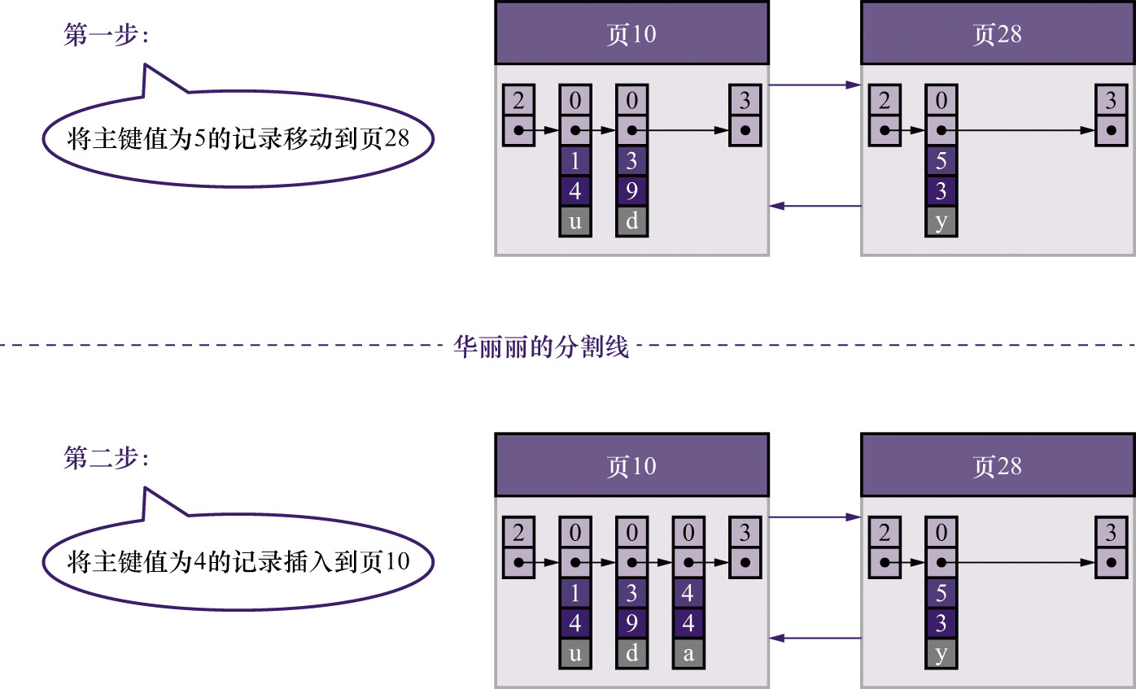 第一步:
将主键值为5的记录移动到页28
页10
2 0 0 3
1 3
4 9
u d
页28
2 0 3
5
3
y
华丽丽的分割线
第二步:
将主键值为4的记录插入到页10
页10
2 0 0 0 3
1 3 4
4 9 4
u d a
页28
2 0 3
5
3
y